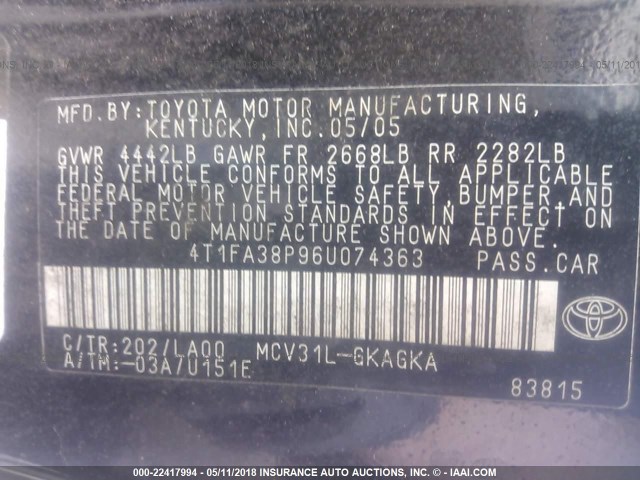 MFD. BY: TOYOTA MOTOR MANUFACTURING,
KENTUCKY, INC. 05/05
GVWR 4442LB GAWR FR 2668LB RR 2282LB
THIS VEHICLE CONFORMS TO ALL APPLICABLE
FEDERAL MOTOR VEHICLE SAFETY, BUMPER, AND
THEFT PREVENTION STANDARDS IN EFFECT ON
THE DATE OF MANUFACTURE SHOWN ABOVE.
4T1FA38P96U074363 PASS. CAR
C/TR: 202/LA00 MCV31L-GKAGKA
A/TM: -03A/U151E
83815
000-22417994 - 05/11/2018 INSURANCE AUTO AUCTIONS, INC. - IAAI.COM